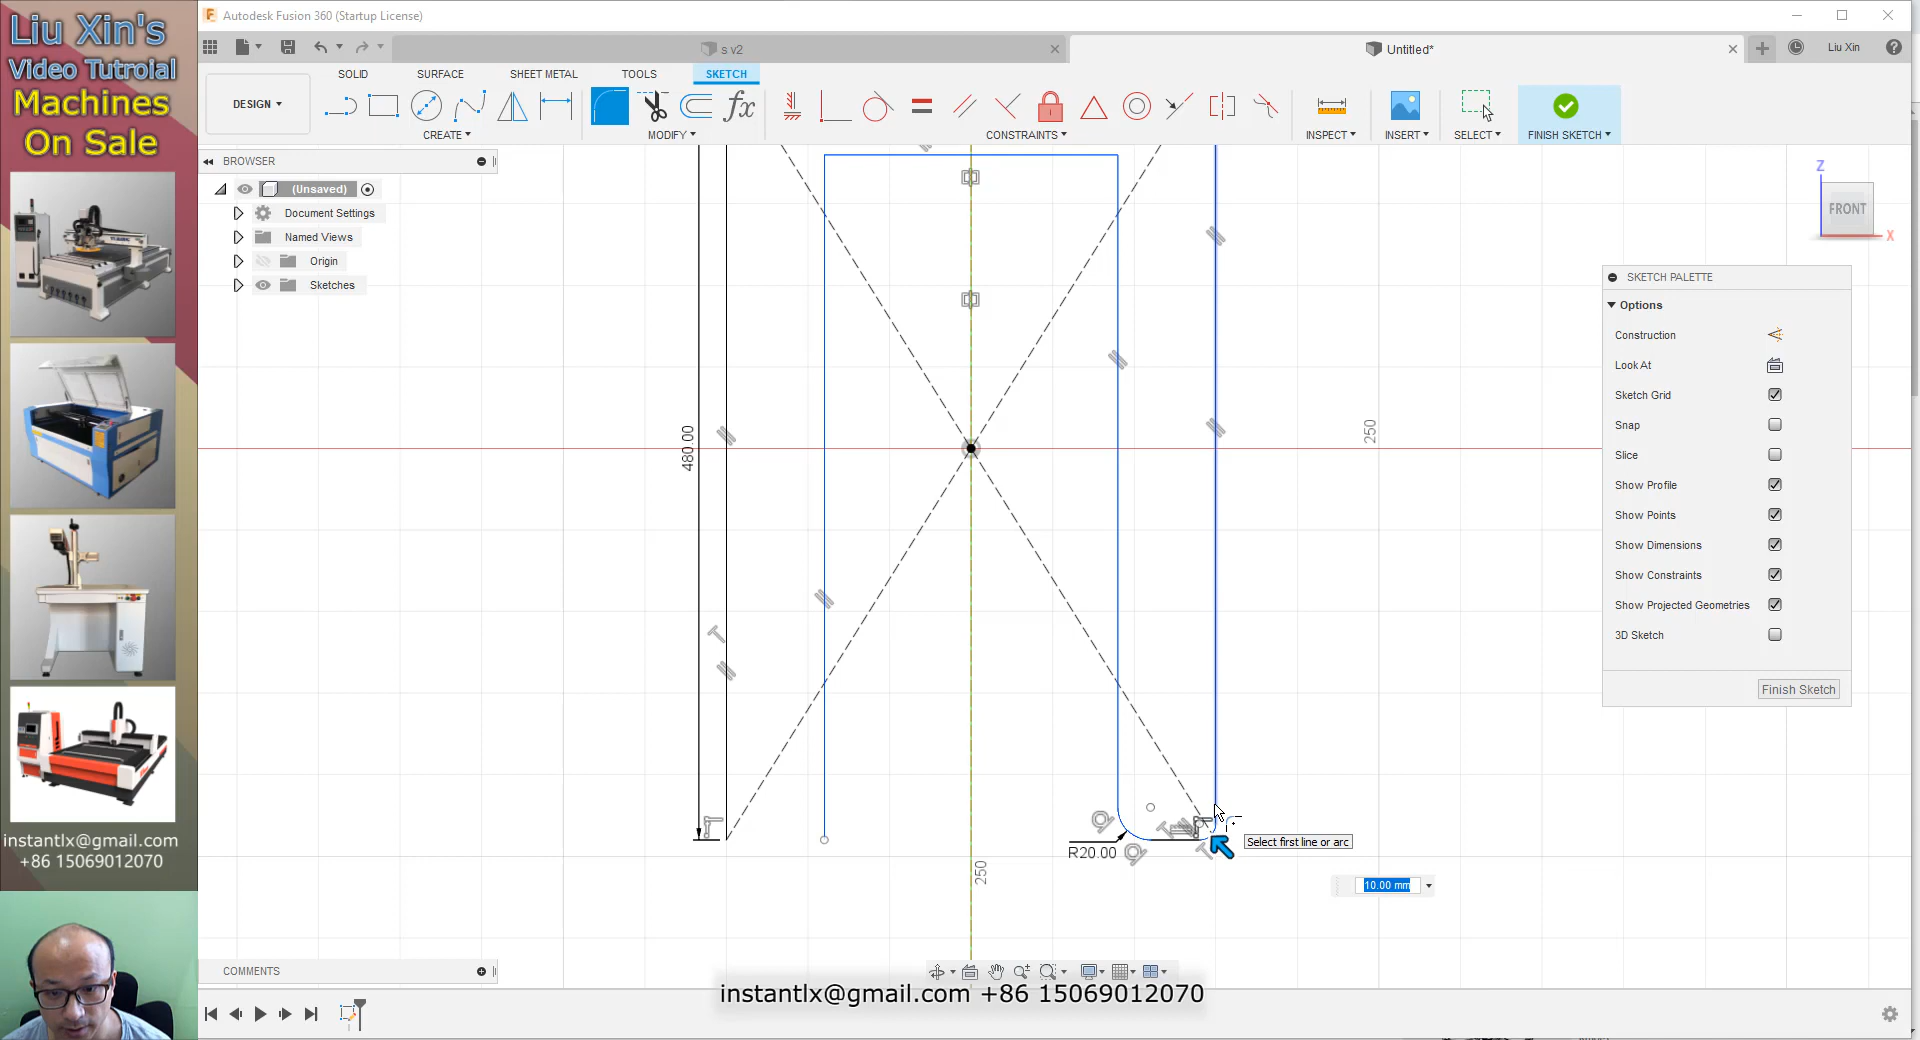 Liu Xin's
Video Tutroial
Machines
On Sale
instantlx@gmail.com
+86 15069012070
Autodesk Fusion 360 (Startup License)
s v2
Untitled*
Liu Xin
SOLID
SURFACE
SHEET METAL
TOOLS
SKETCH
DESIGN
CREATE
MODIFY
CONSTRAINTS
INSPECT
INSERT
SELECT
FINISH SKETCH
BROWSER
(Unsaved)
Document Settings
Named Views
Origin
Sketches
480.00
250
250
R20.00
Select first line or arc
10.00 mm
Z
FRONT
X
SKETCH PALETTE
Options
Construction
Look At
Sketch Grid
Snap
Slice
Show Profile
Show Points
Show Dimensions
Show Constraints
Show Projected Geometries
3D Sketch
Finish Sketch
COMMENTS
instantlx@gmail.com +86 15069012070